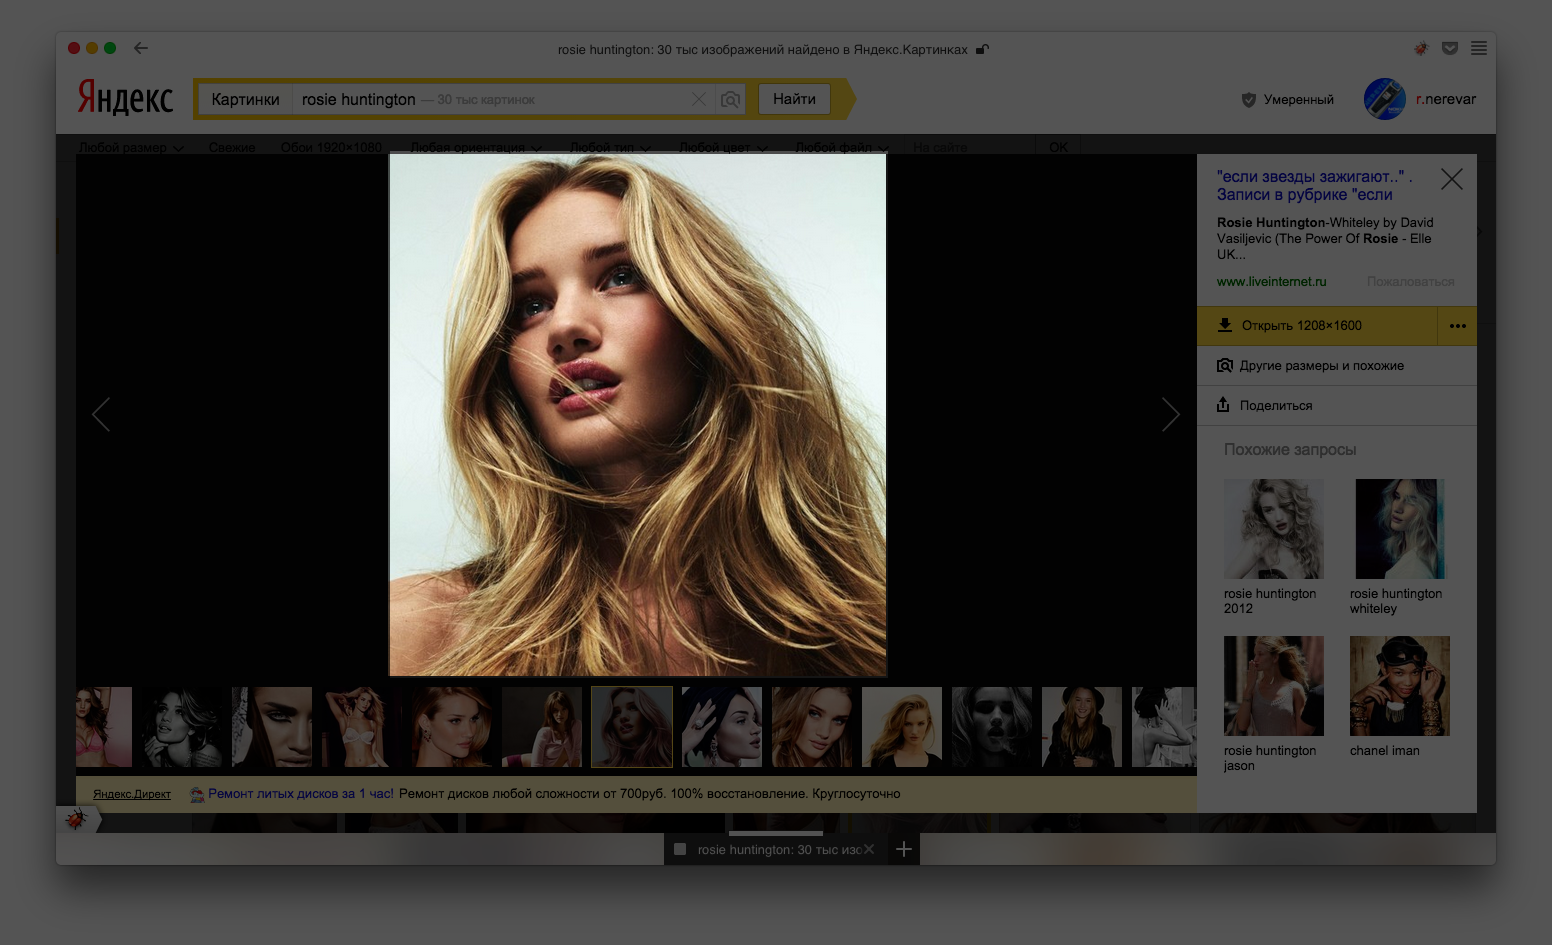 rosie huntington: 30 тыс изображений найдено в Яндекс.Картинках
Яндекс
Картинки
rosie huntington — 30 тыс картинок
Найти
Умеренный
r.nerevar
Любой размер
Свежие
Обои 1920×1080
Любая ориентация
Любой тип
Любой цвет
Любой файл
На сайте
OK
"если звезды зажигают.." .
Записи в рубрике "если
Rosie Huntington-Whiteley by David
Vasiljevic (The Power Of Rosie - Elle
UK...
www.liveinternet.ru
Пожаловаться
Открыть 1208×1600
Другие размеры и похожие
Поделиться
Похожие запросы
rosie huntington
2012
rosie huntington
whiteley
rosie huntington
jason
chanel iman
Яндекс.Директ
Ремонт литых дисков за 1 час! Ремонт дисков любой сложности от 700руб. 100% восстановление. Круглосуточно
rosie huntington: 30 тыс изо